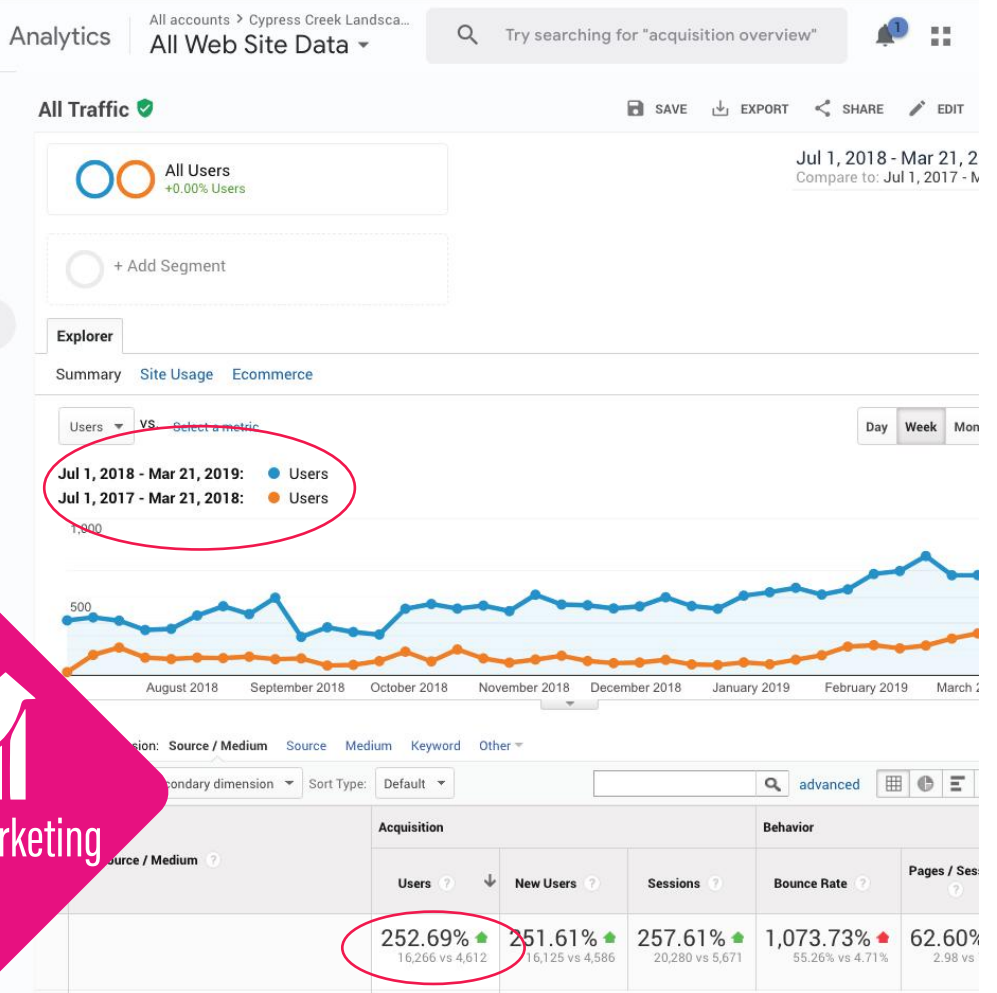 Analytics
All accounts > Cypress Creek Landsca...
All Web Site Data
Try searching for "acquisition overview"
1
All Traffic
SAVE EXPORT SHARE EDIT
All Users
+0.00% Users
Jul 1, 2018 - Mar 21, 2
Compare to: Jul 1, 2017 - M
+ Add Segment
Explorer
Summary Site Usage Ecommerce
Users VS. Select a metric
Day Week Mon
Jul 1, 2018 - Mar 21, 2019: Users
Jul 1, 2017 - Mar 21, 2018: Users
1,000
500
August 2018 September 2018 October 2018 November 2018 December 2018 January 2019 February 2019 March 2
sion: Source / Medium Source Medium Keyword Other
condary dimension Sort Type: Default advanced
rketing
Acquisition Behavior
ource / Medium ?
Users ? New Users ? Sessions ? Bounce Rate ? Pages / Ses
?
252.69% 251.61% 257.61% 1,073.73% 62.60%
16,266 vs 4,612 16,125 vs 4,586 20,280 vs 5,671 55.26% vs 4.71% 2.98 vs